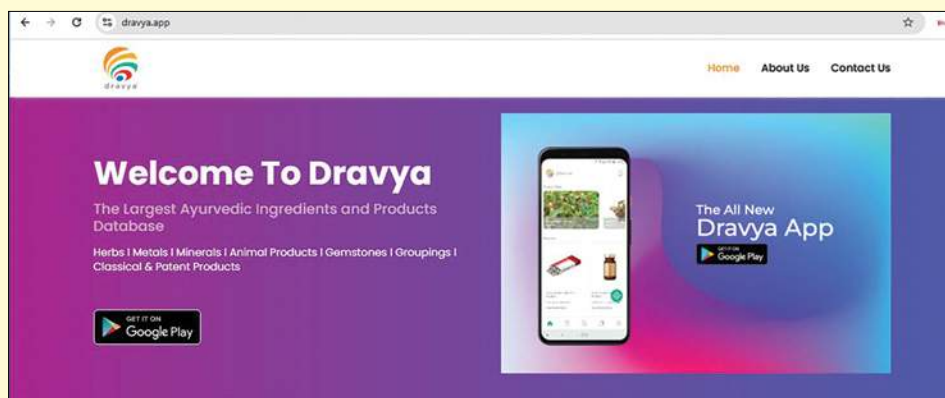 dravya.app
dravya
Home About Us Contact Us
Welcome To Dravya
The Largest Ayurvedic Ingredients and Products
Database
Herbs I Metals I Minerals I Animal Products I Gemstones I Groupings I
Classical & Patent Products
GET IT ON
Google Play
The All New
Dravya App
GET IT ON
Google Play